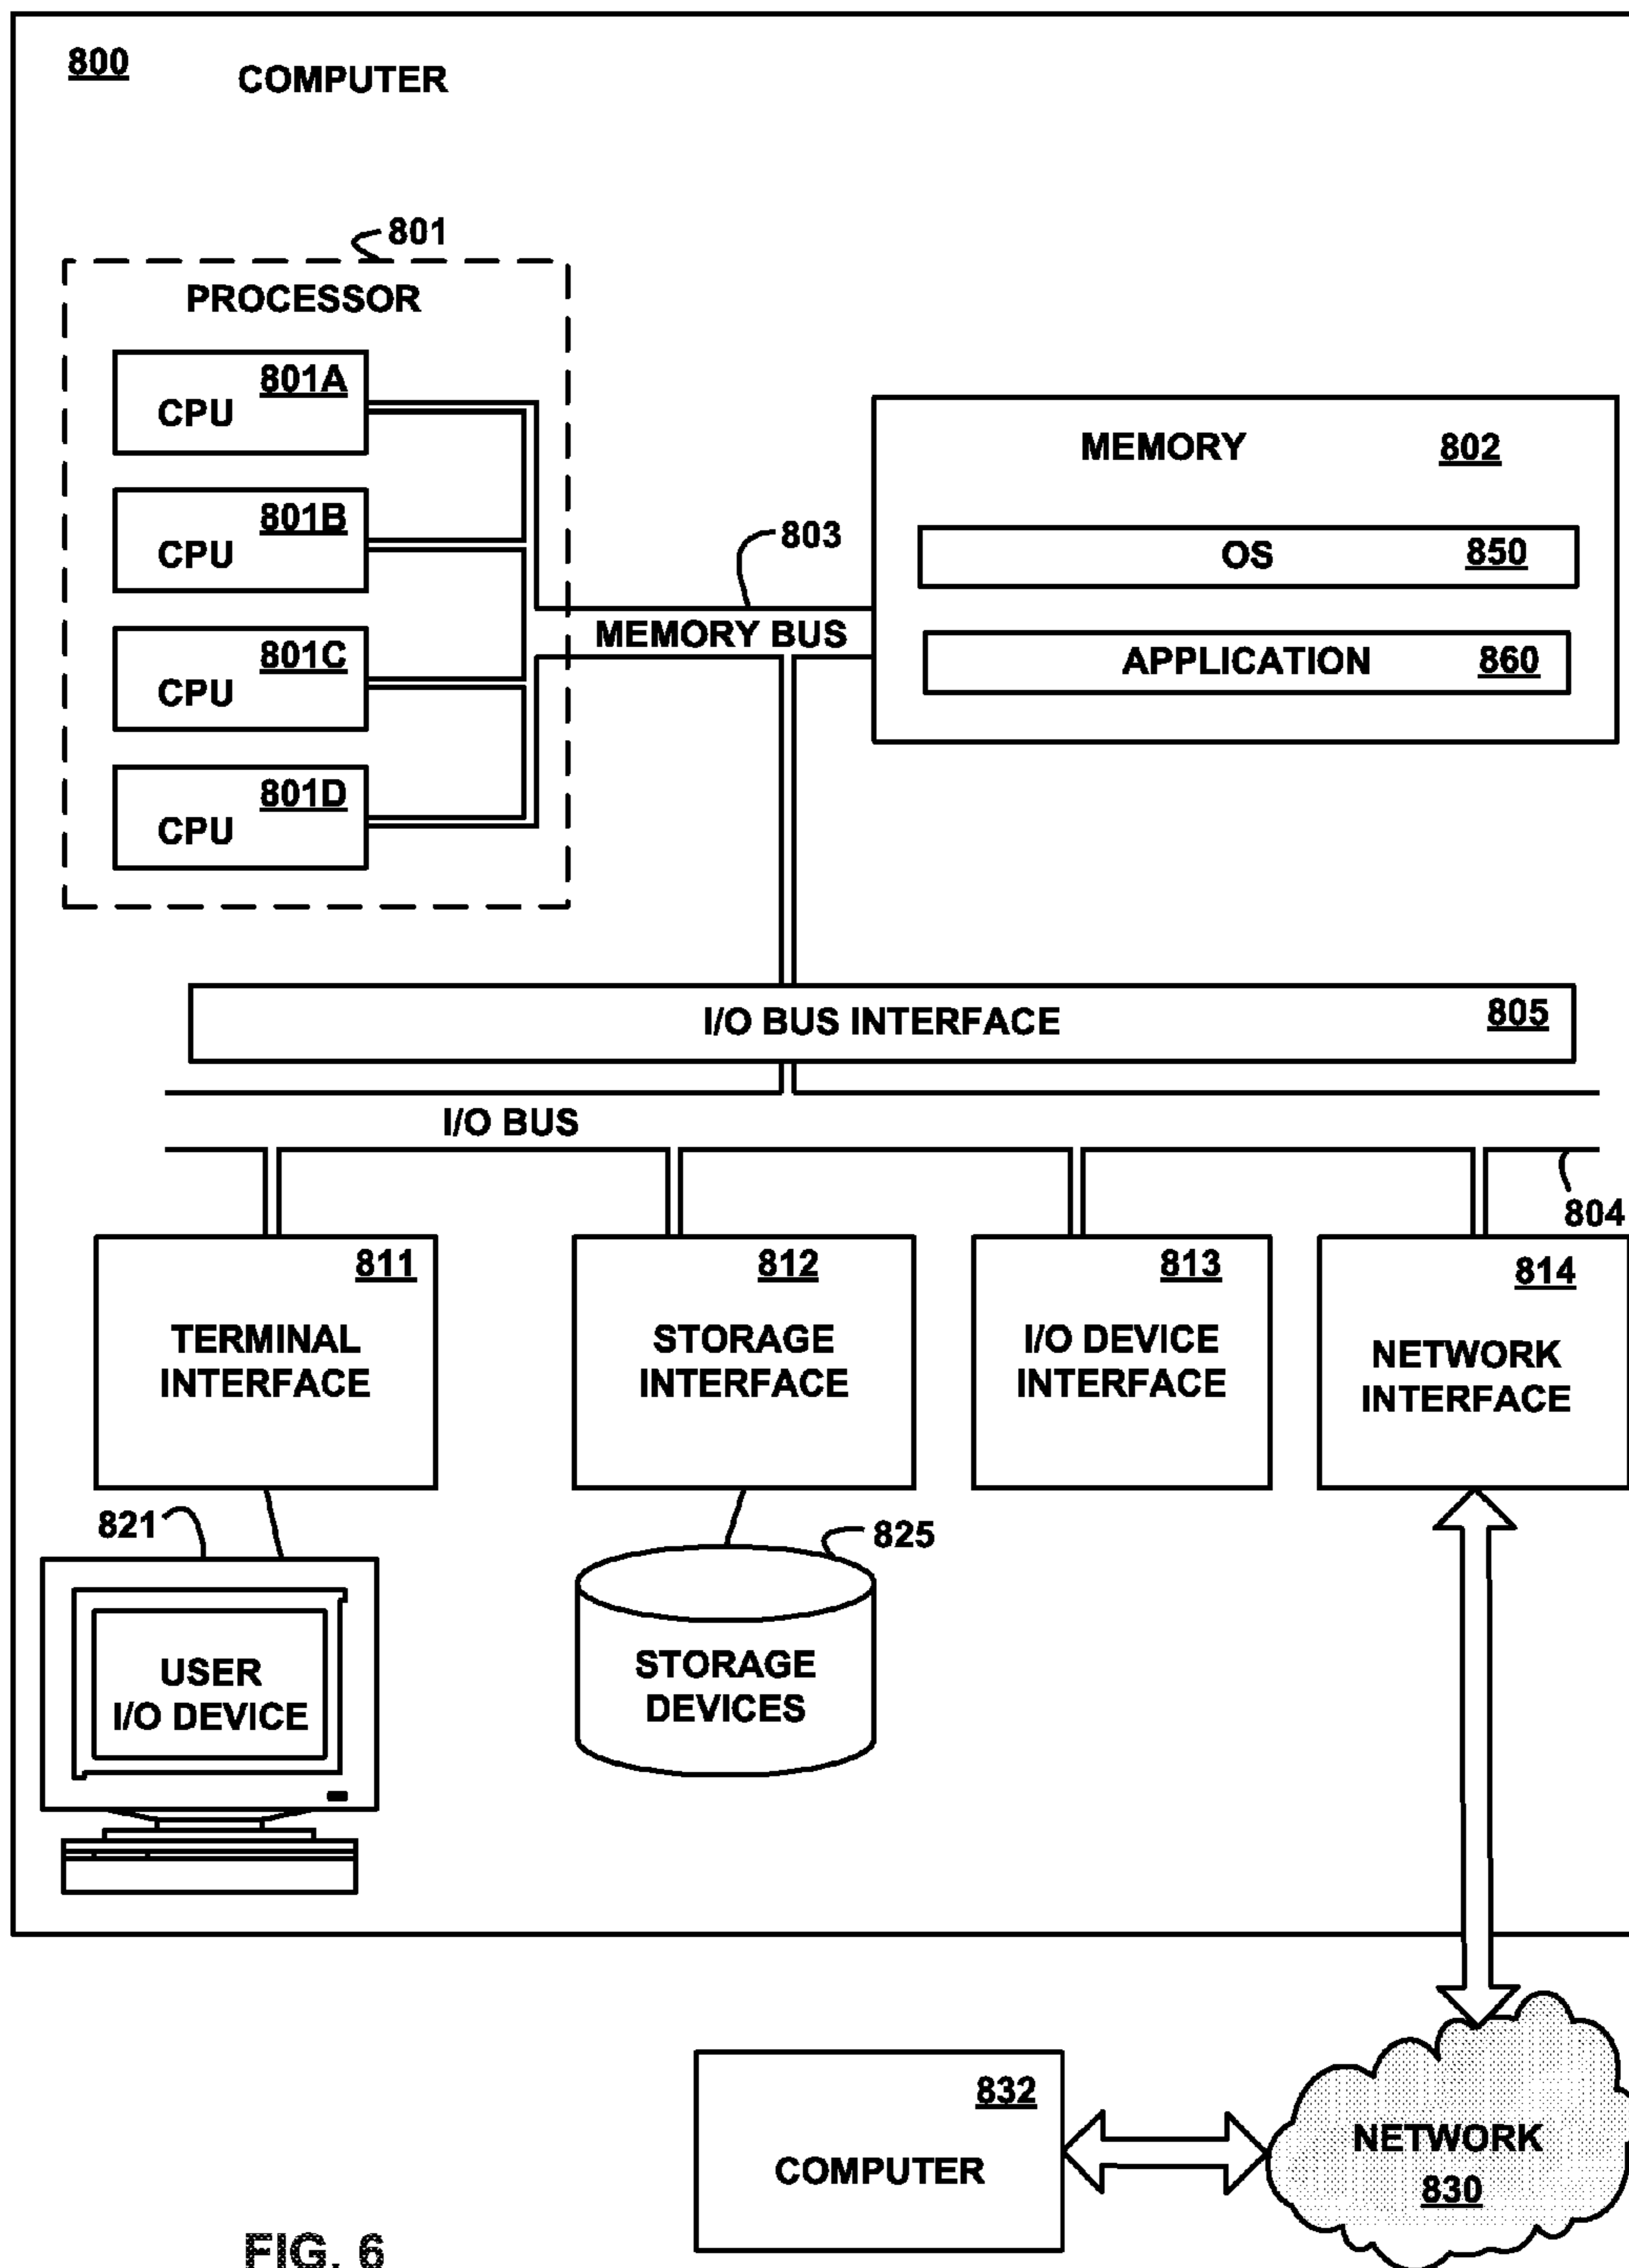 800 COMPUTER
801
PROCESSOR
801A
CPU
801B
CPU
801C
CPU
801D
CPU
803
MEMORY BUS
MEMORY 802
OS 850
APPLICATION 860
I/O BUS INTERFACE 805
I/O BUS
804
811
TERMINAL
INTERFACE
812
STORAGE
INTERFACE
813
I/O DEVICE
INTERFACE
814
NETWORK
INTERFACE
821
USER
I/O DEVICE
825
STORAGE
DEVICES
832
COMPUTER
NETWORK
830
FIG. 6